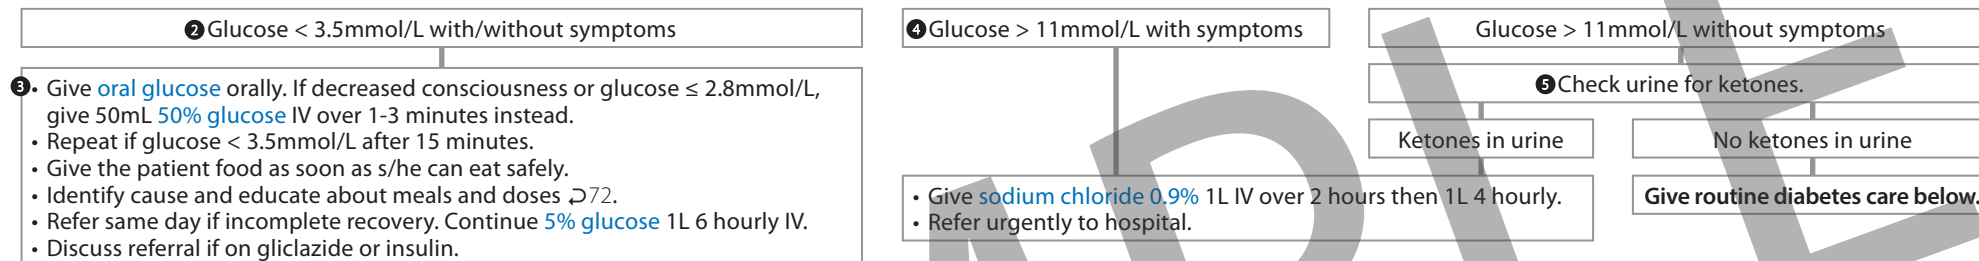 ❷Glucose < 3.5mmol/L with/without symptoms
❸• Give oral glucose orally. If decreased consciousness or glucose ≤ 2.8mmol/L,
give 50mL 50% glucose IV over 1-3 minutes instead.
• Repeat if glucose < 3.5mmol/L after 15 minutes.
• Give the patient food as soon as s/he can eat safely.
• Identify cause and educate about meals and doses ⮌72.
• Refer same day if incomplete recovery. Continue 5% glucose 1L 6 hourly IV.
• Discuss referral if on gliclazide or insulin.
❹Glucose > 11mmol/L with symptoms
Glucose > 11mmol/L without symptoms
❺Check urine for ketones.
Ketones in urine
No ketones in urine
• Give sodium chloride 0.9% 1L IV over 2 hours then 1L 4 hourly.
• Refer urgently to hospital.
Give routine diabetes care below.